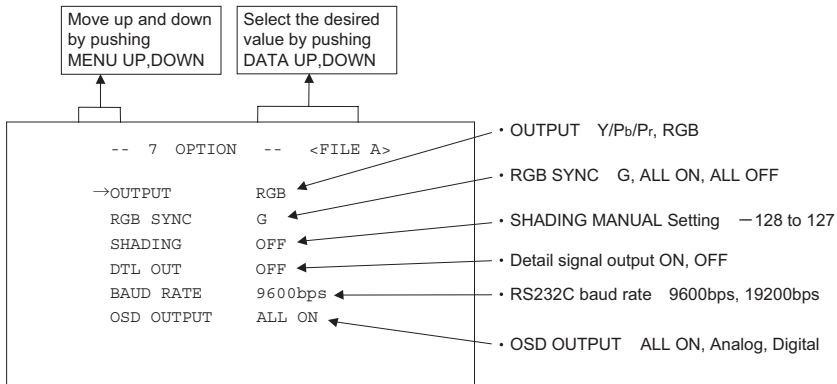 Move up and down
by pushing
MENU UP,DOWN
Select the desired
value by pushing
DATA UP,DOWN
-- 7 OPTION -- <FILE A>
→OUTPUT RGB
RGB SYNC G
SHADING OFF
DTL OUT OFF
BAUD RATE 9600bps
OSD OUTPUT ALL ON
・OUTPUT Y/Pb/Pr, RGB
・RGB SYNC G, ALL ON, ALL OFF
・SHADING MANUAL Setting −128 to 127
・Detail signal output ON, OFF
・RS232C baud rate 9600bps, 19200bps
・OSD OUTPUT ALL ON, Analog, Digital